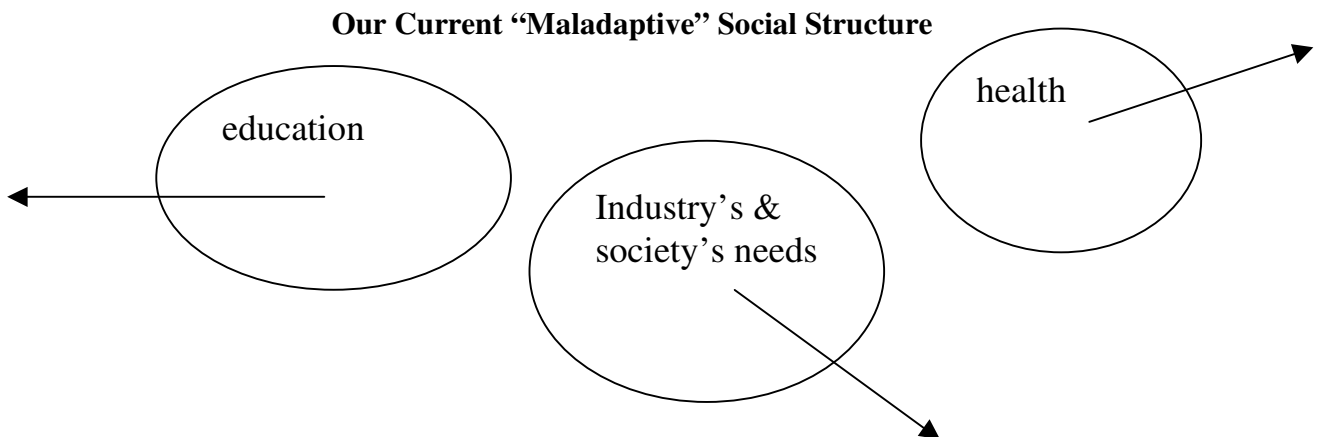 Our Current “Maladaptive” Social Structure
education
health
Industry’s &
society’s needs